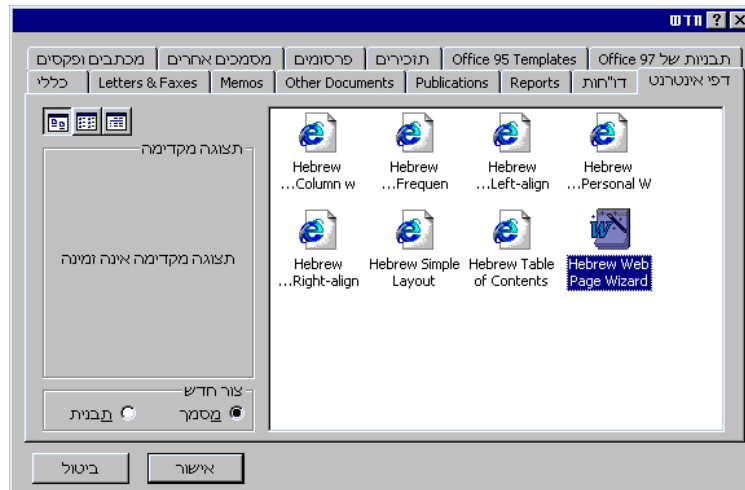 חדש
תבניות של Office 97
Office 95 Templates
תזכירים
פרסומים
מסמכים אחרים
מכתבים ופקסים
דפי אינטרנט
דו"חות
Reports
Publications
Other Documents
Memos
Letters & Faxes
כללי
תצוגה מקדימה
תצוגה מקדימה אינה זמינה
Hebrew
...Column w
Hebrew
...Frequen
Hebrew
...Left-align
Hebrew
...Personal W
Hebrew
...Right-align
Hebrew Simple
Layout
Hebrew Table
of Contents
Hebrew Web
Page Wizard
צור חדש
מסמך
תבנית
אישור
ביטול